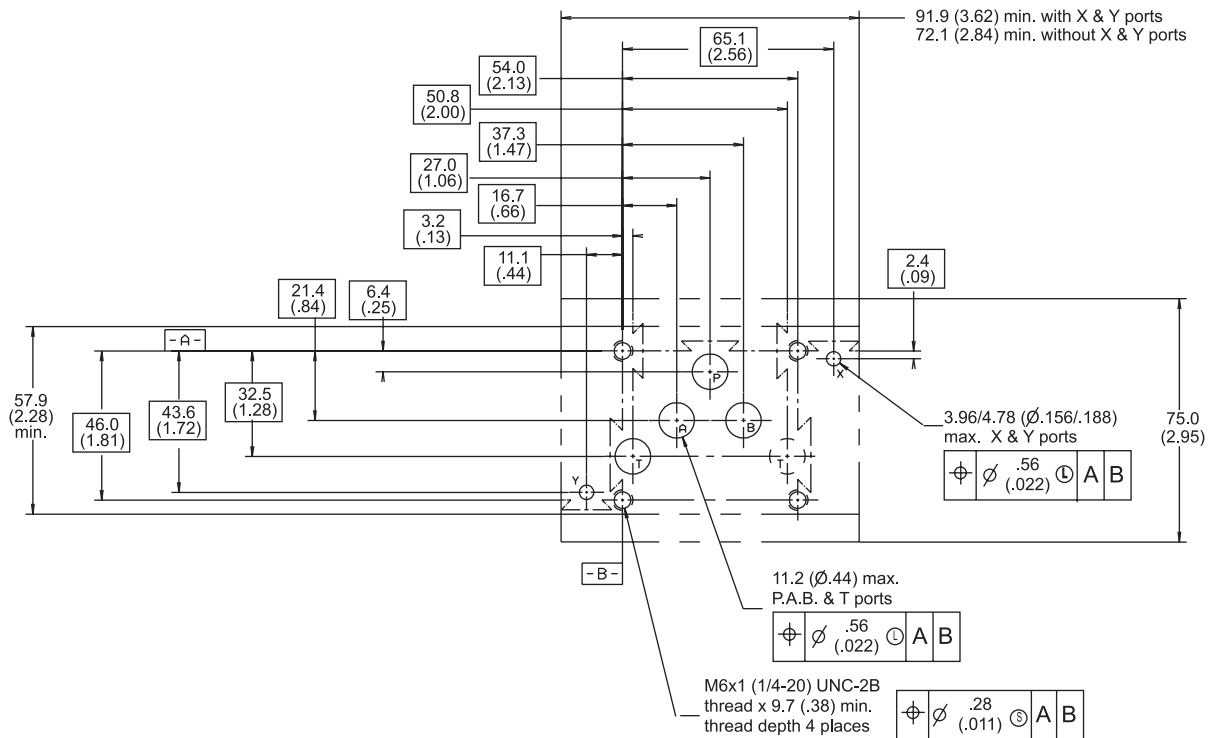 91.9 (3.62) min. with X & Y ports
72.1 (2.84) min. without X & Y ports
65.1
(2.56)
54.0
(2.13)
50.8
(2.00)
37.3
(1.47)
27.0
(1.06)
16.7
(.66)
3.2
(.13)
11.1
(.44)
2.4
(.09)
21.4
(.84)
6.4
(.25)
-A-
57.9
(2.28)
min.
46.0
(1.81)
43.6
(1.72)
32.5
(1.28)
P
X
A
B
T
T
Y
3.96/4.78 (Ø.156/.188)
max. X & Y ports
⌖ Ø .56 (.022) Ⓛ A B
75.0
(2.95)
-B-
11.2 (Ø.44) max.
P.A.B. & T ports
⌖ Ø .56 (.022) Ⓛ A B
M6x1 (1/4-20) UNC-2B
thread x 9.7 (.38) min.
thread depth 4 places
⌖ Ø .28 (.011) Ⓢ A B